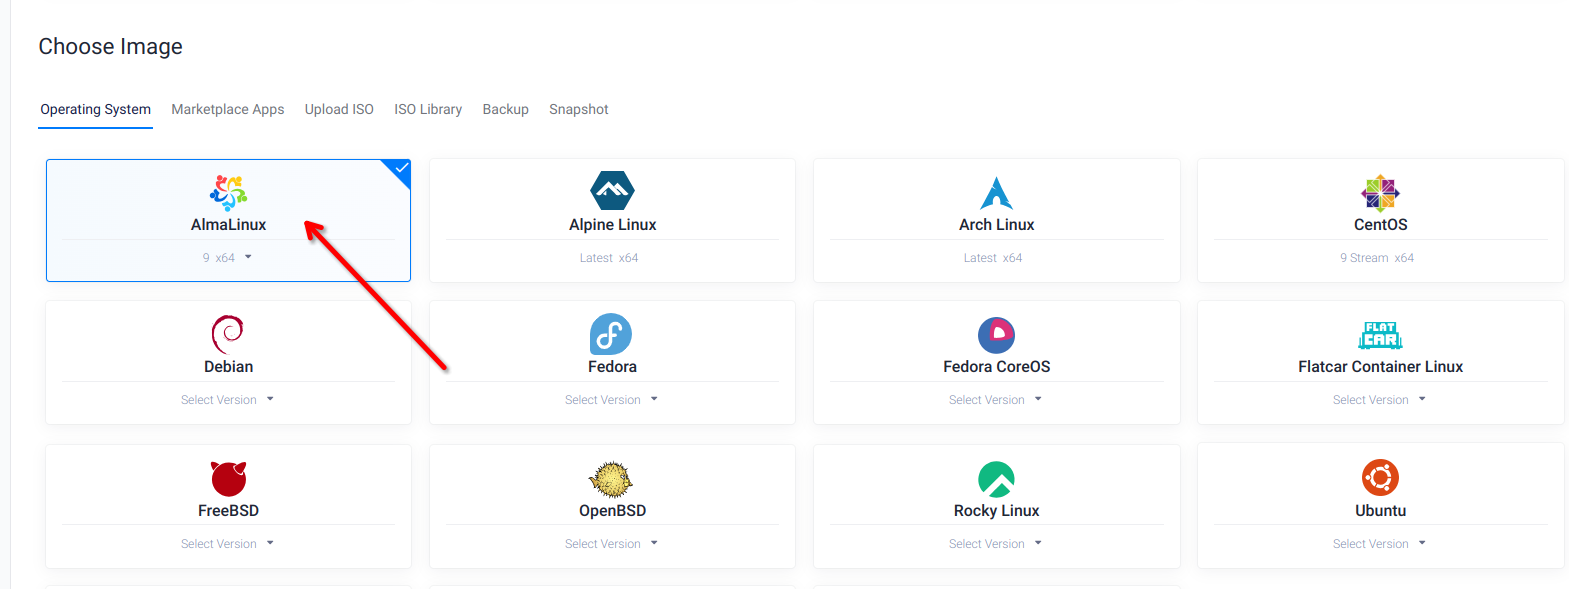 Choose Image
Operating System Marketplace Apps Upload ISO ISO Library Backup Snapshot
AlmaLinux Alpine Linux Arch Linux CentOS
9 x64 Latest x64 Latest x64 9 Stream x64
FLAT
CAR
Debian Fedora Fedora CoreOS Flatcar Container Linux
Select Version Select Version Select Version Select Version
FreeBSD OpenBSD Rocky Linux Ubuntu
Select Version Select Version Select Version Select Version